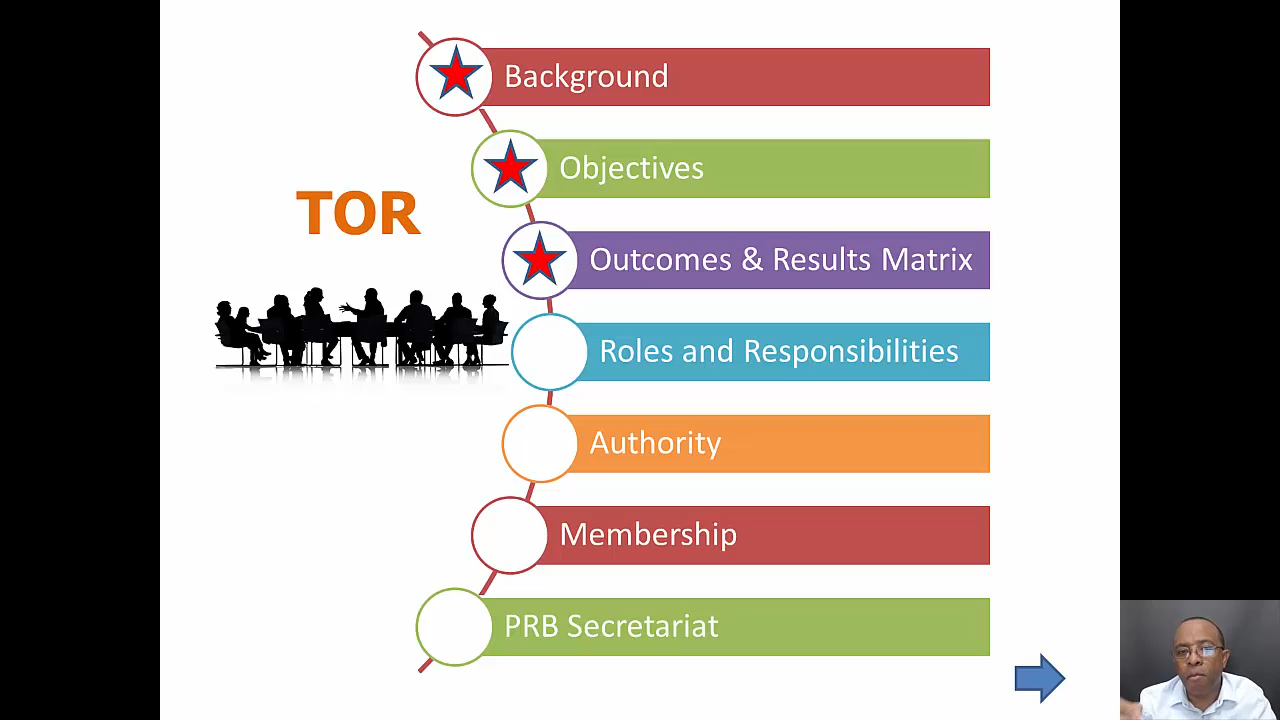 Background
Objectives
TOR
Outcomes & Results Matrix
Roles and Responsibilities
Authority
Membership
PRB Secretariat